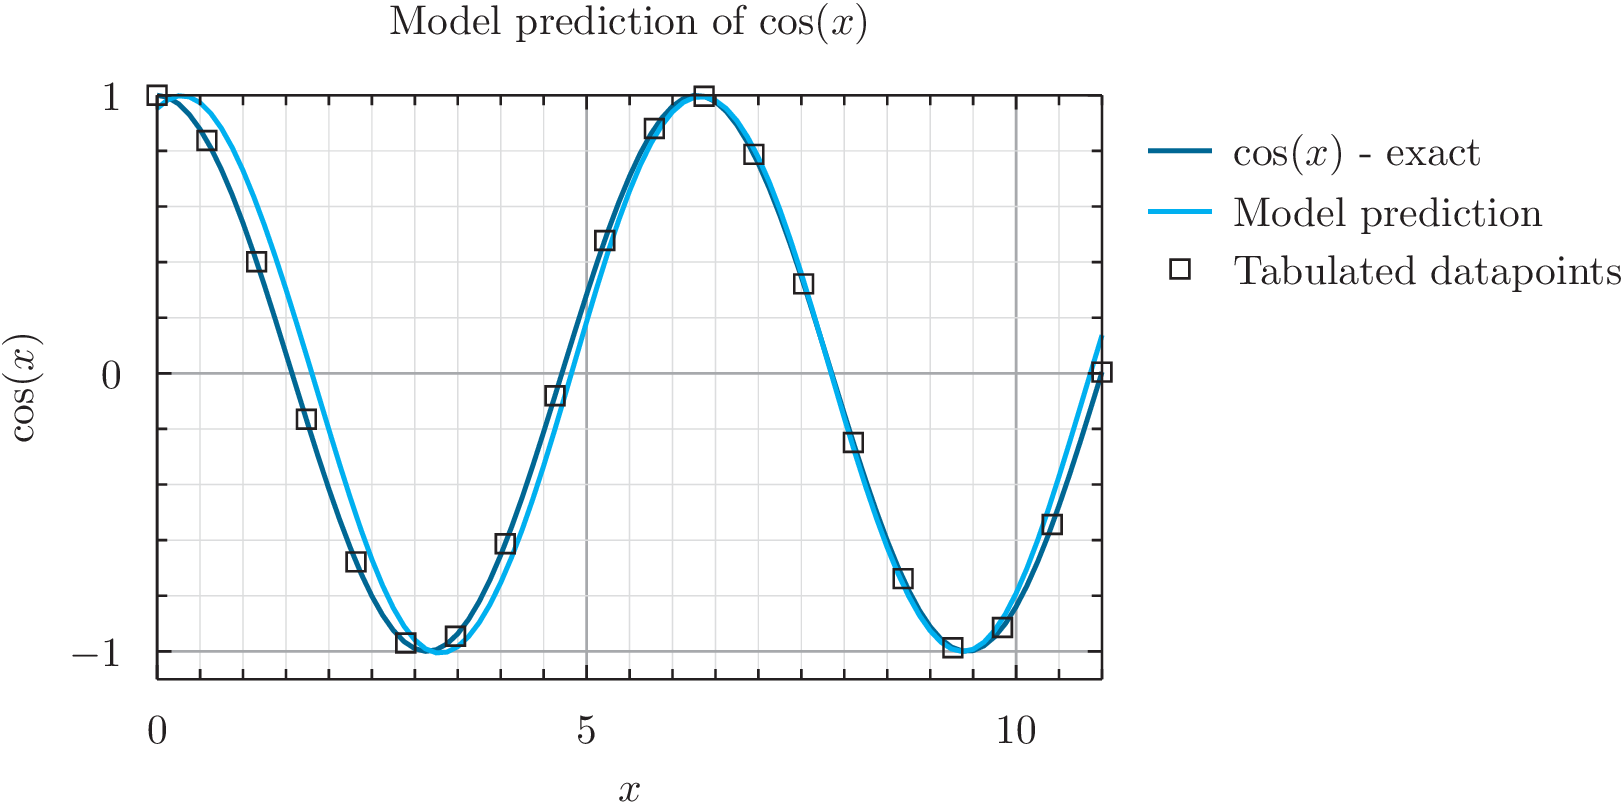 Model prediction of cos(x)
1
0
−1
cos(x)
0 5 10
x
cos(x) - exact
Model prediction
Tabulated datapoints